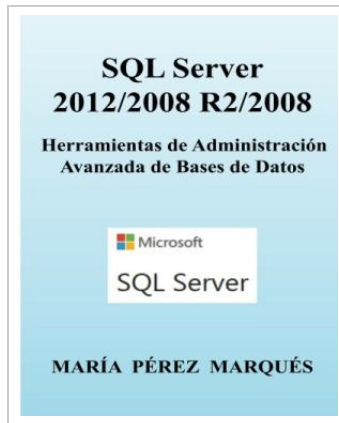 SQL Server
2012/2008 R2/2008
Herramientas de Administración
Avanzada de Bases de Datos
Microsoft
SQL Server
MARÍA PÉREZ MARQUÉS